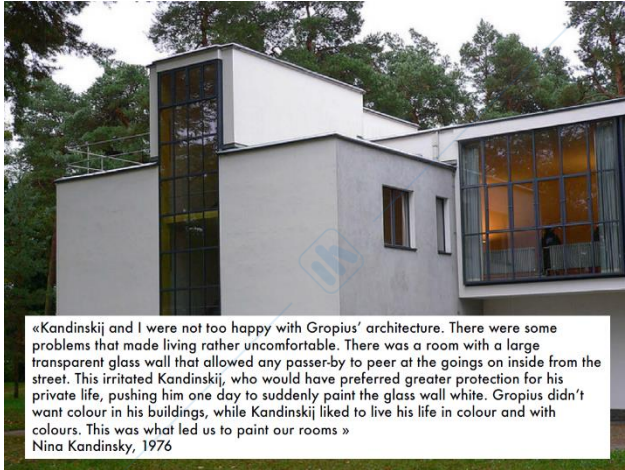 «Kandinskij and I were not too happy with Gropius’ architecture. There were some
problems that made living rather uncomfortable. There was a room with a large
transparent glass wall that allowed any passer-by to peer at the goings on inside from the
street. This irritated Kandinskij, who would have preferred greater protection for his
private life, pushing him one day to suddenly paint the glass wall white. Gropius didn’t
want colour in his buildings, while Kandinskij liked to live his life in colour and with
colours. This was what led us to paint our rooms »
Nina Kandinsky, 1976